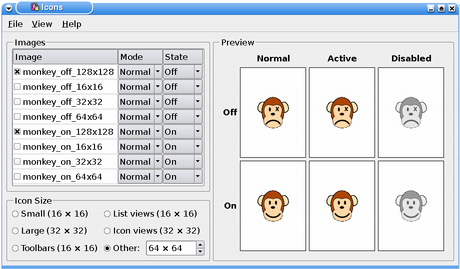 Icons
File View Help
Images
Image Mode State
monkey_off_128x128 Normal Off
monkey_off_16x16 Normal Off
monkey_off_32x32 Normal Off
monkey_off_64x64 Normal Off
monkey_on_128x128 Normal On
monkey_on_16x16 Normal On
monkey_on_32x32 Normal On
monkey_on_64x64 Normal On
Icon Size
Small (16 × 16) List views (16 × 16)
Large (32 × 32) Icon views (32 × 32)
Toolbars (16 × 16) Other: 64 × 64
Preview
Normal Active Disabled
Off
On